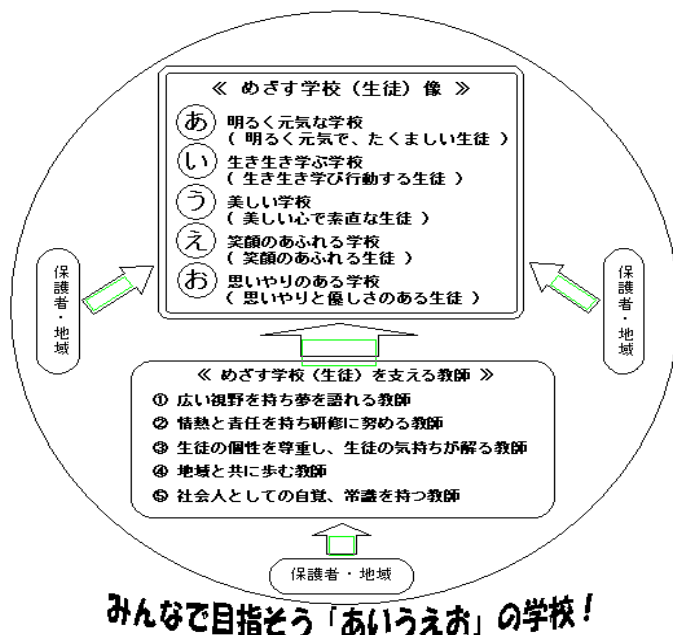 ≪ めざす学校（生徒）像 ≫
あ 明るく元気な学校
（ 明るく元気で、たくましい生徒 ）
い 生き生き学ぶ学校
（ 生き生き学び行動する生徒 ）
う 美しい学校
（ 美しい心で素直な生徒 ）
え 笑顔のあふれる学校
（ 笑顔のあふれる生徒 ）
お 思いやりのある学校
（ 思いやりと優しさのある生徒 ）
保護者・地域
保護者・地域
≪ めざす学校（生徒）を支える教師 ≫
① 広い視野を持ち夢を語れる教師
② 情熱と責任を持ち研修に努める教師
③ 生徒の個性を尊重し、生徒の気持ちが解る教師
④ 地域と共に歩む教師
⑤ 社会人としての自覚、常識を持つ教師
保護者・地域
みんなで目指そう「あいうえお」の学校！